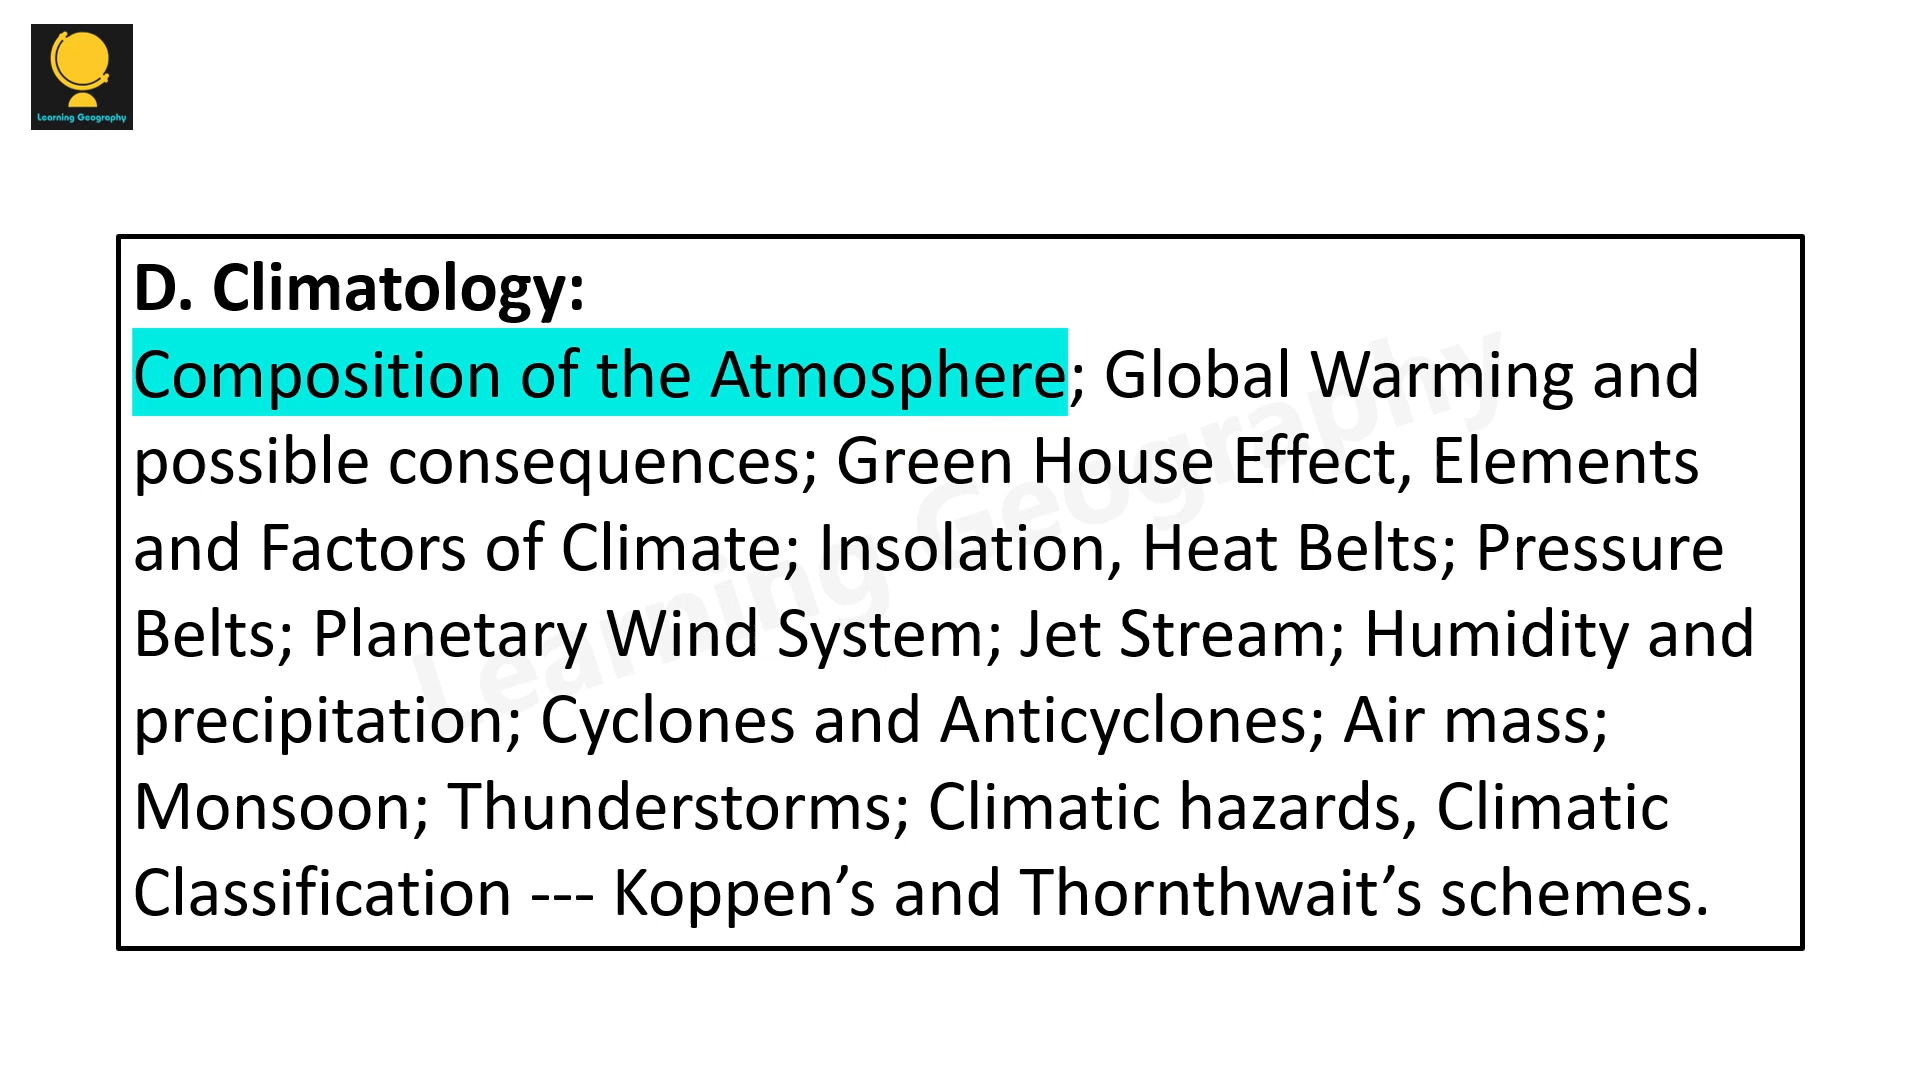 Learning Geography
D. Climatology:
Composition of the Atmosphere; Global Warming and
possible consequences; Green House Effect, Elements
and Factors of Climate; Insolation, Heat Belts; Pressure
Belts; Planetary Wind System; Jet Stream; Humidity and
precipitation; Cyclones and Anticyclones; Air mass;
Monsoon; Thunderstorms; Climatic hazards, Climatic
Classification --- Koppen’s and Thornthwait’s schemes.
Learning Geography